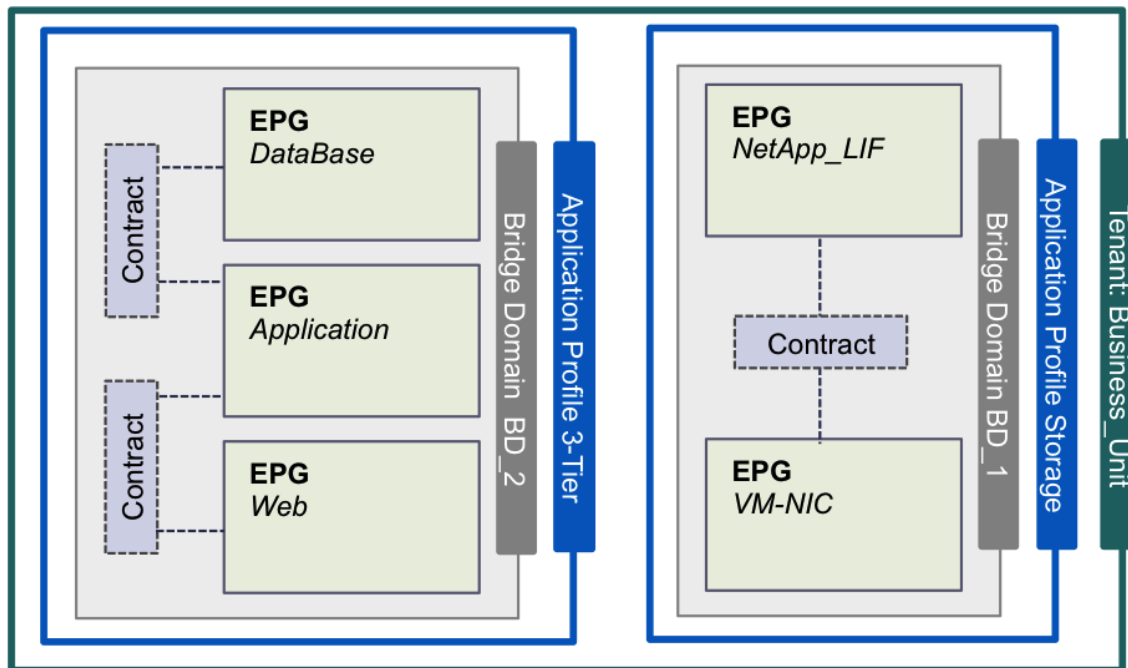 EPG
DataBase
Contract
EPG
Application
Contract
EPG
Web
Bridge Domain BD_2
Application Profile 3-Tier
EPG
NetApp_LIF
Contract
EPG
VM-NIC
Bridge Domain BD_1
Application Profile Storage
Tenant: Business_Unit